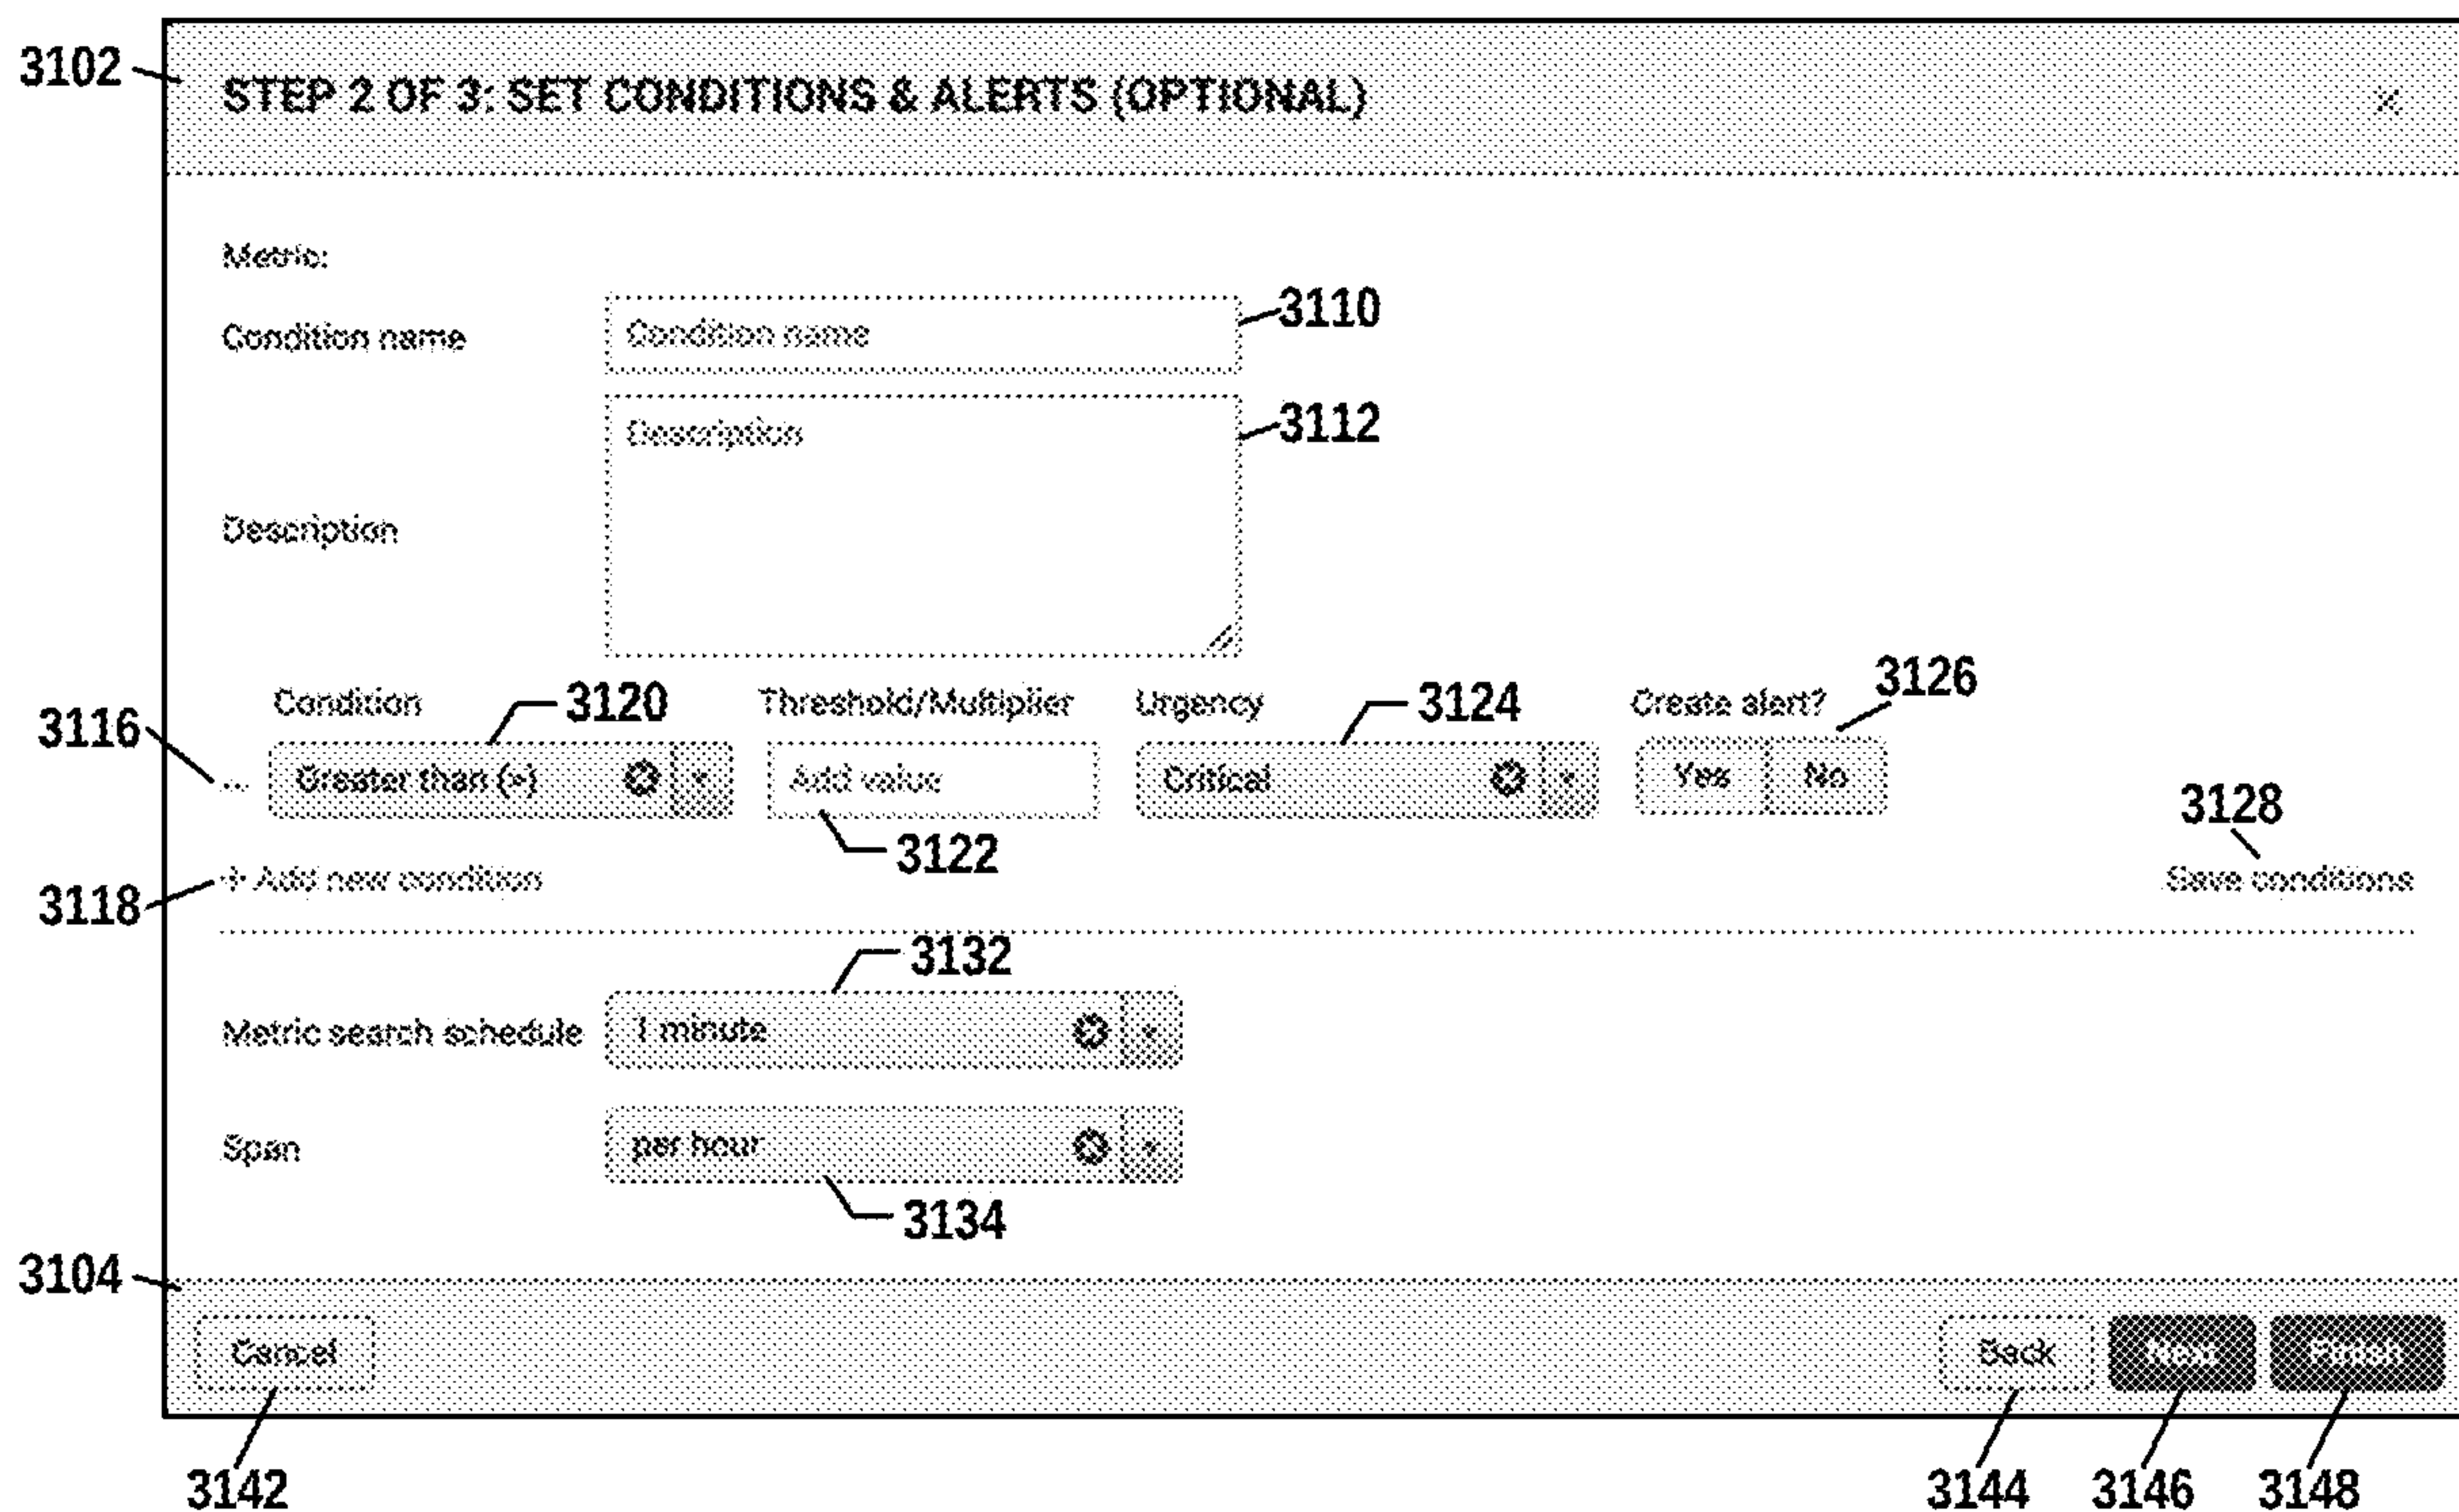 3102
STEP 2 OF 3: SET CONDITIONS & ALERTS (OPTIONAL)
Metric:
Condition name
Condition name
3110
Description
3112
Description
Condition
3120
Threshold/Multiplier
Urgency
3124
Create alert?
3126
3116
...
Greater than (>)
Add value
Critical
Yes
No
3128
3122
3118
+ Add new condition
Save conditions
3132
Metric search schedule
1 minute
Span
per hour
3134
3104
Cancel
Back
Next
Finish
3142
3144
3146
3148